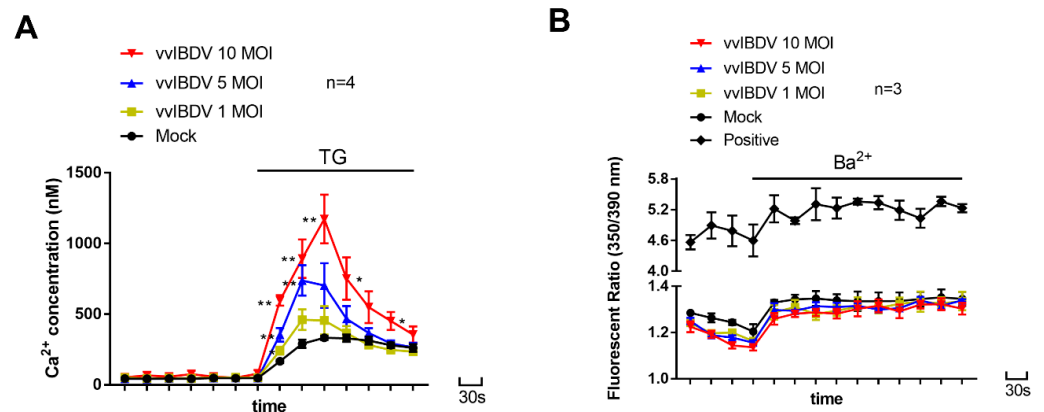 A
vvIBDV 10 MOI
vvIBDV 5 MOI
n=4
vvIBDV 1 MOI
Mock
TG
Ca²⁺ concentration (nM)
1500
1000
500
0
**
**
**
**
**
*
*
*
time
30s
B
vvIBDV 10 MOI
vvIBDV 5 MOI
vvIBDV 1 MOI
n=3
Mock
Positive
Ba²⁺
Fluorescent Ratio (350/390 nm)
5.8
5.2
4.6
4.0
1.4
1.2
1.0
time
30s